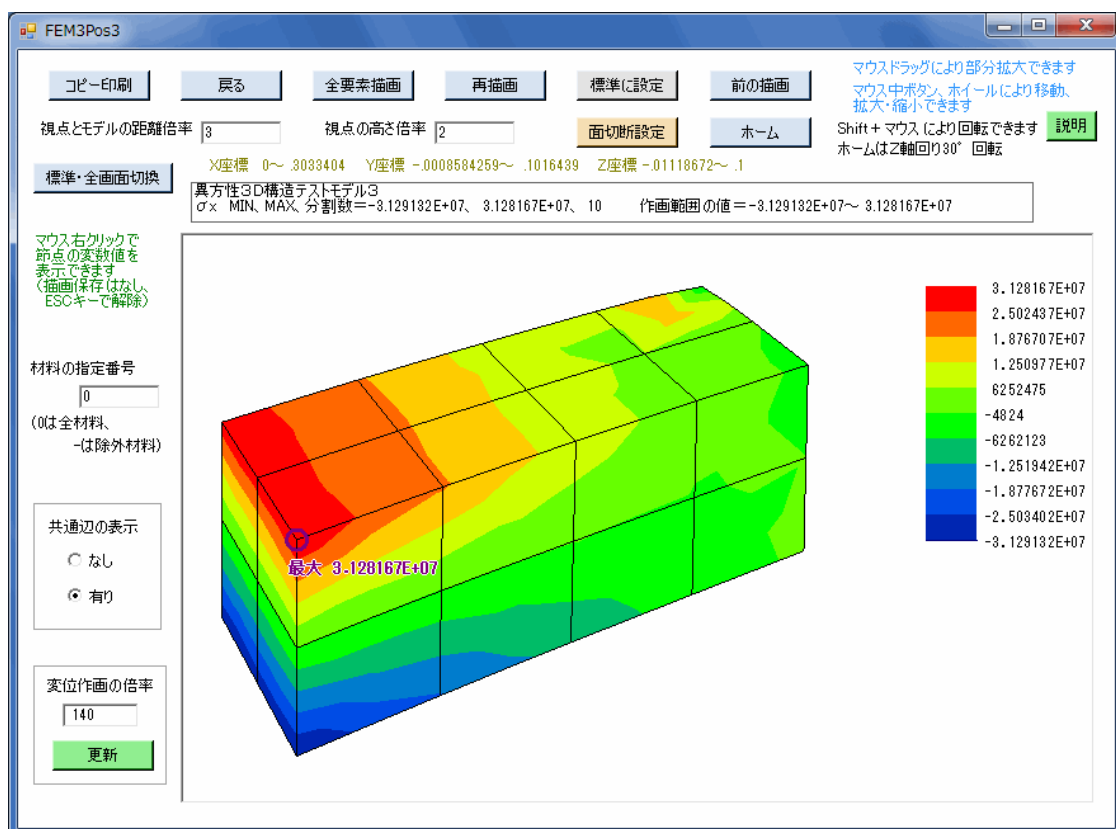 FEM3Pos3
コピー印刷
戻る
全要素描画
再描画
標準に設定
前の描画
マウスドラッグにより部分拡大できます
マウス中ボタン、ホイールにより移動、
拡大・縮小できます
視点とモデルの距離倍率 3
視点の高さ倍率 2
面切断設定
ホーム
Shift+マウスにより回転できます
ホームはZ軸回り30° 回転
説明
標準・全画面切換
X座標 0～ .3033404 Y座標 -.0008584259～ .1016439 Z座標 -.01118672～ .1
異方性3D構造テストモデル3
σx MIN、MAX、分割数=-3.129132E+07、 3.128167E+07、 10 作画範囲の値=-3.129132E+07～ 3.128167E+07
マウス右クリックで
節点の変数値を
表示できます
(描画保存はなし、
ESCキーで解除)
材料の指定番号
0
(0は全材料、
-は除外材料)
共通辺の表示
なし
有り
変位作画の倍率
140
更新
最大 3.128167E+07
3.128167E+07
2.502437E+07
1.876707E+07
1.250977E+07
6252475
-4824
-6262123
-1.251942E+07
-1.877672E+07
-2.503402E+07
-3.129132E+07